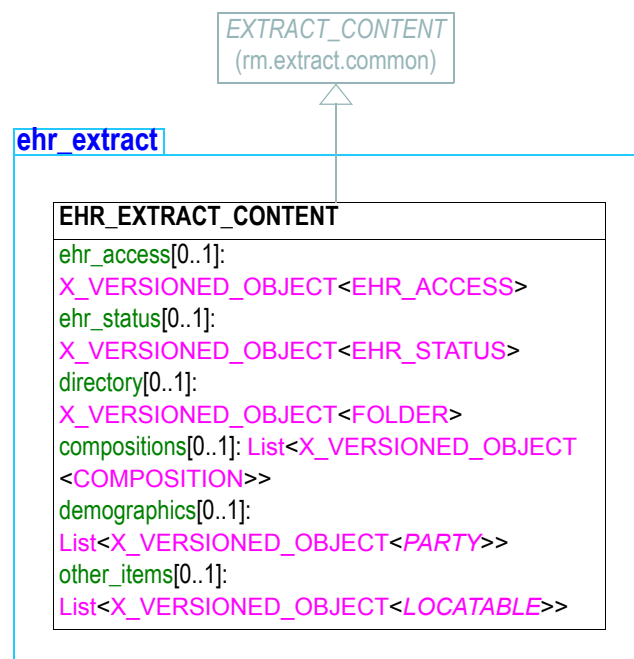 EXTRACT_CONTENT
(rm.extract.common)
ehr_extract
EHR_EXTRACT_CONTENT
ehr_access[0..1]:
X_VERSIONED_OBJECT<EHR_ACCESS>
ehr_status[0..1]:
X_VERSIONED_OBJECT<EHR_STATUS>
directory[0..1]:
X_VERSIONED_OBJECT<FOLDER>
compositions[0..1]: List<X_VERSIONED_OBJECT
<COMPOSITION>>
demographics[0..1]:
List<X_VERSIONED_OBJECT<PARTY>>
other_items[0..1]:
List<X_VERSIONED_OBJECT<LOCATABLE>>